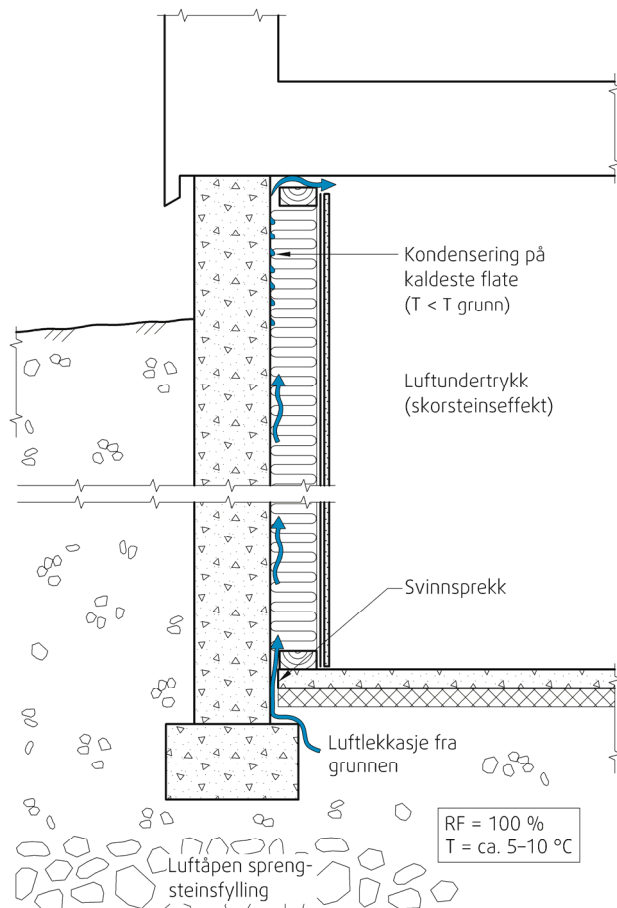 Kondensering på
kaldeste flate
(T < T grunn)
Luftundertrykk
(skorsteinseffekt)
Svinnsprekk
Luftlekkasje fra
grunnen
RF = 100 %
T = ca. 5–10 °C
Luftåpen spreng-
steinsfylling